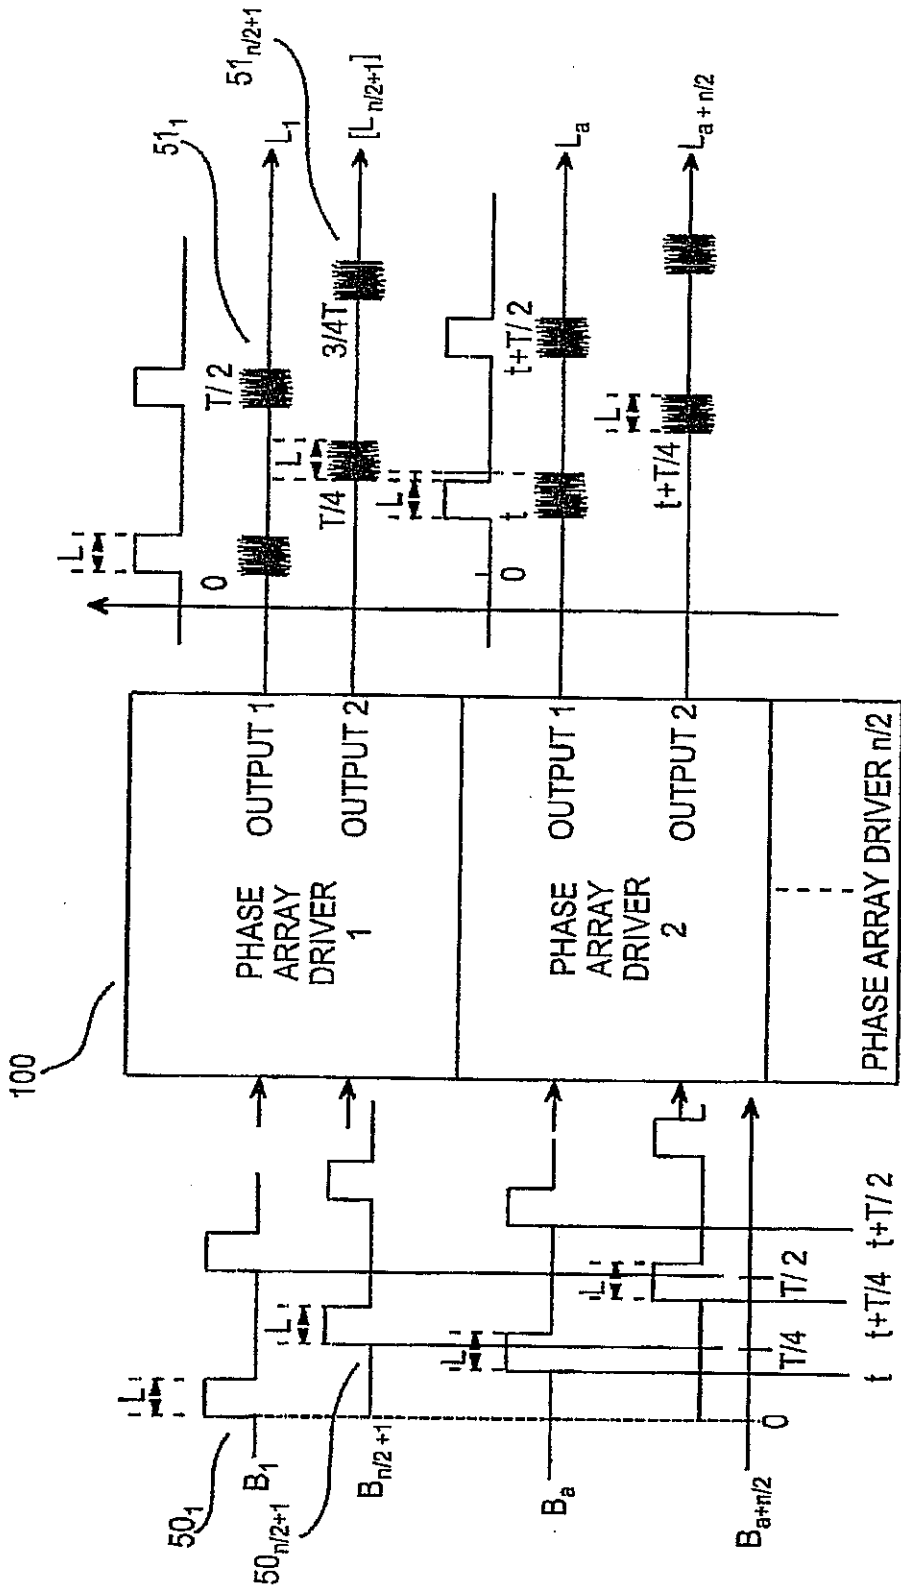 100
50₁
B₁
L
50n/2+1
Bn/2+1
L
Ba
L
Ba+n/2
L
0
t
T/4
t+T/4
T/2
t+T/2
PHASE
ARRAY
DRIVER
1
OUTPUT 1
OUTPUT 2
PHASE
ARRAY
DRIVER
2
OUTPUT 1
OUTPUT 2
PHASE ARRAY DRIVER n/2
L
0
T/2
51₁
L₁
T/4
L
3/4T
51n/2+1
[Ln/2+1]
0
L
t
t+T/2
La
t+T/4
L
La+n/2